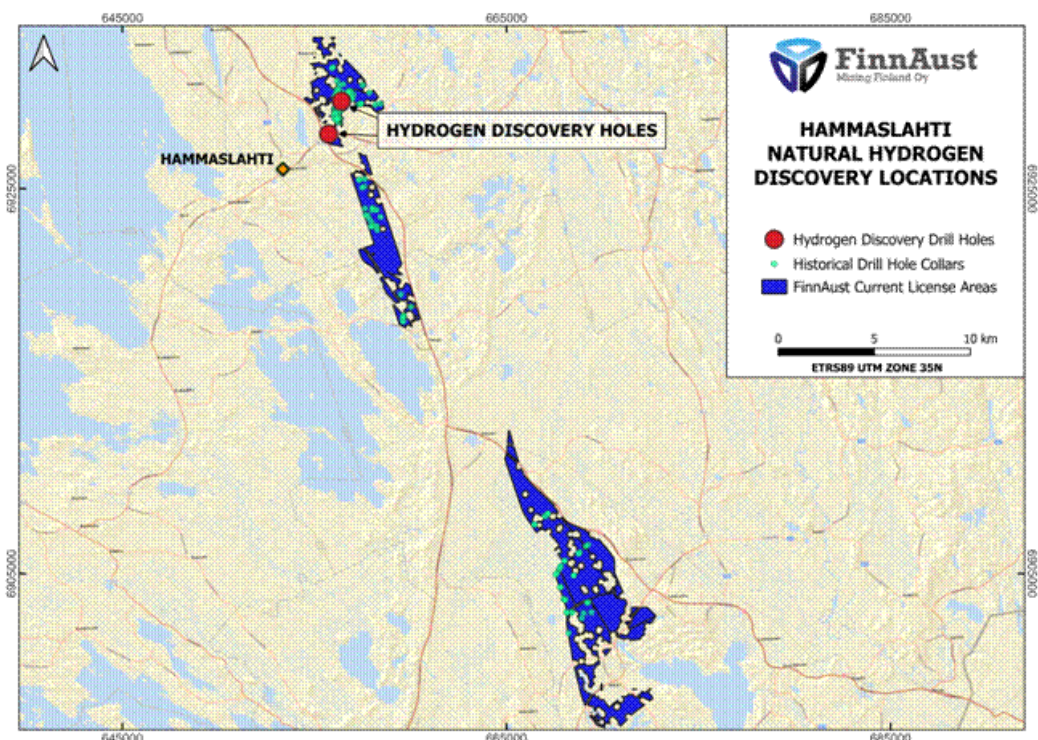 645000
665000
685000
FinnAust
Mining Finland Oy
HAMMASLAHTI
NATURAL HYDROGEN
DISCOVERY LOCATIONS
HYDROGEN DISCOVERY HOLES
HAMMASLAHTI
6925000
6925000
Hydrogen Discovery Drill Holes
Historical Drill Hole Collars
FinnAust Current License Areas
0
5
10 km
ETRS89 UTM ZONE 35N
6905000
6905000
645000
665000
685000